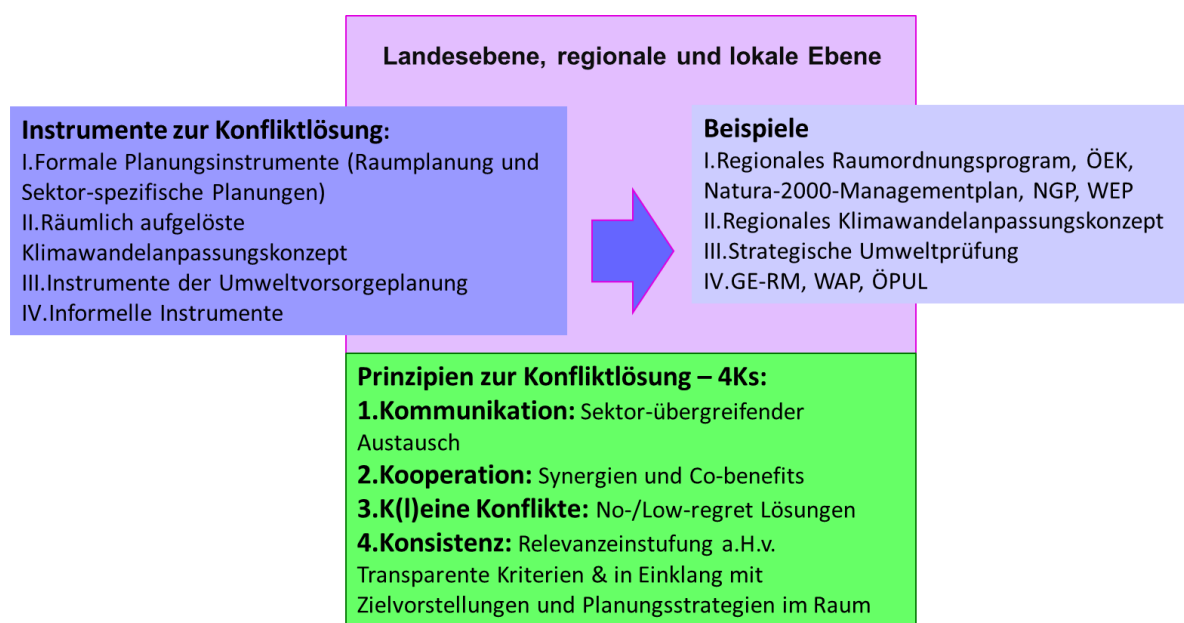 Landesebene, regionale und lokale Ebene
Instrumente zur Konfliktlösung:
I.Formale Planungsinstrumente (Raumplanung und
Sektor-spezifische Planungen)
II.Räumlich aufgelöste
Klimawandelanpassungskonzept
III.Instrumente der Umweltvorsorgeplanung
IV.Informelle Instrumente
Beispiele
I.Regionales Raumordnungsprogram, ÖEK,
Natura-2000-Managementplan, NGP, WEP
II.Regionales Klimawandelanpassungskonzept
III.Strategische Umweltprüfung
IV.GE-RM, WAP, ÖPUL
Prinzipien zur Konfliktlösung – 4Ks:
1.Kommunikation: Sektor-übergreifender
Austausch
2.Kooperation: Synergien und Co-benefits
3.K(l)eine Konflikte: No-/Low-regret Lösungen
4.Konsistenz: Relevanzeinstufung a.H.v.
Transparente Kriterien & in Einklang mit
Zielvorstellungen und Planungsstrategien im Raum